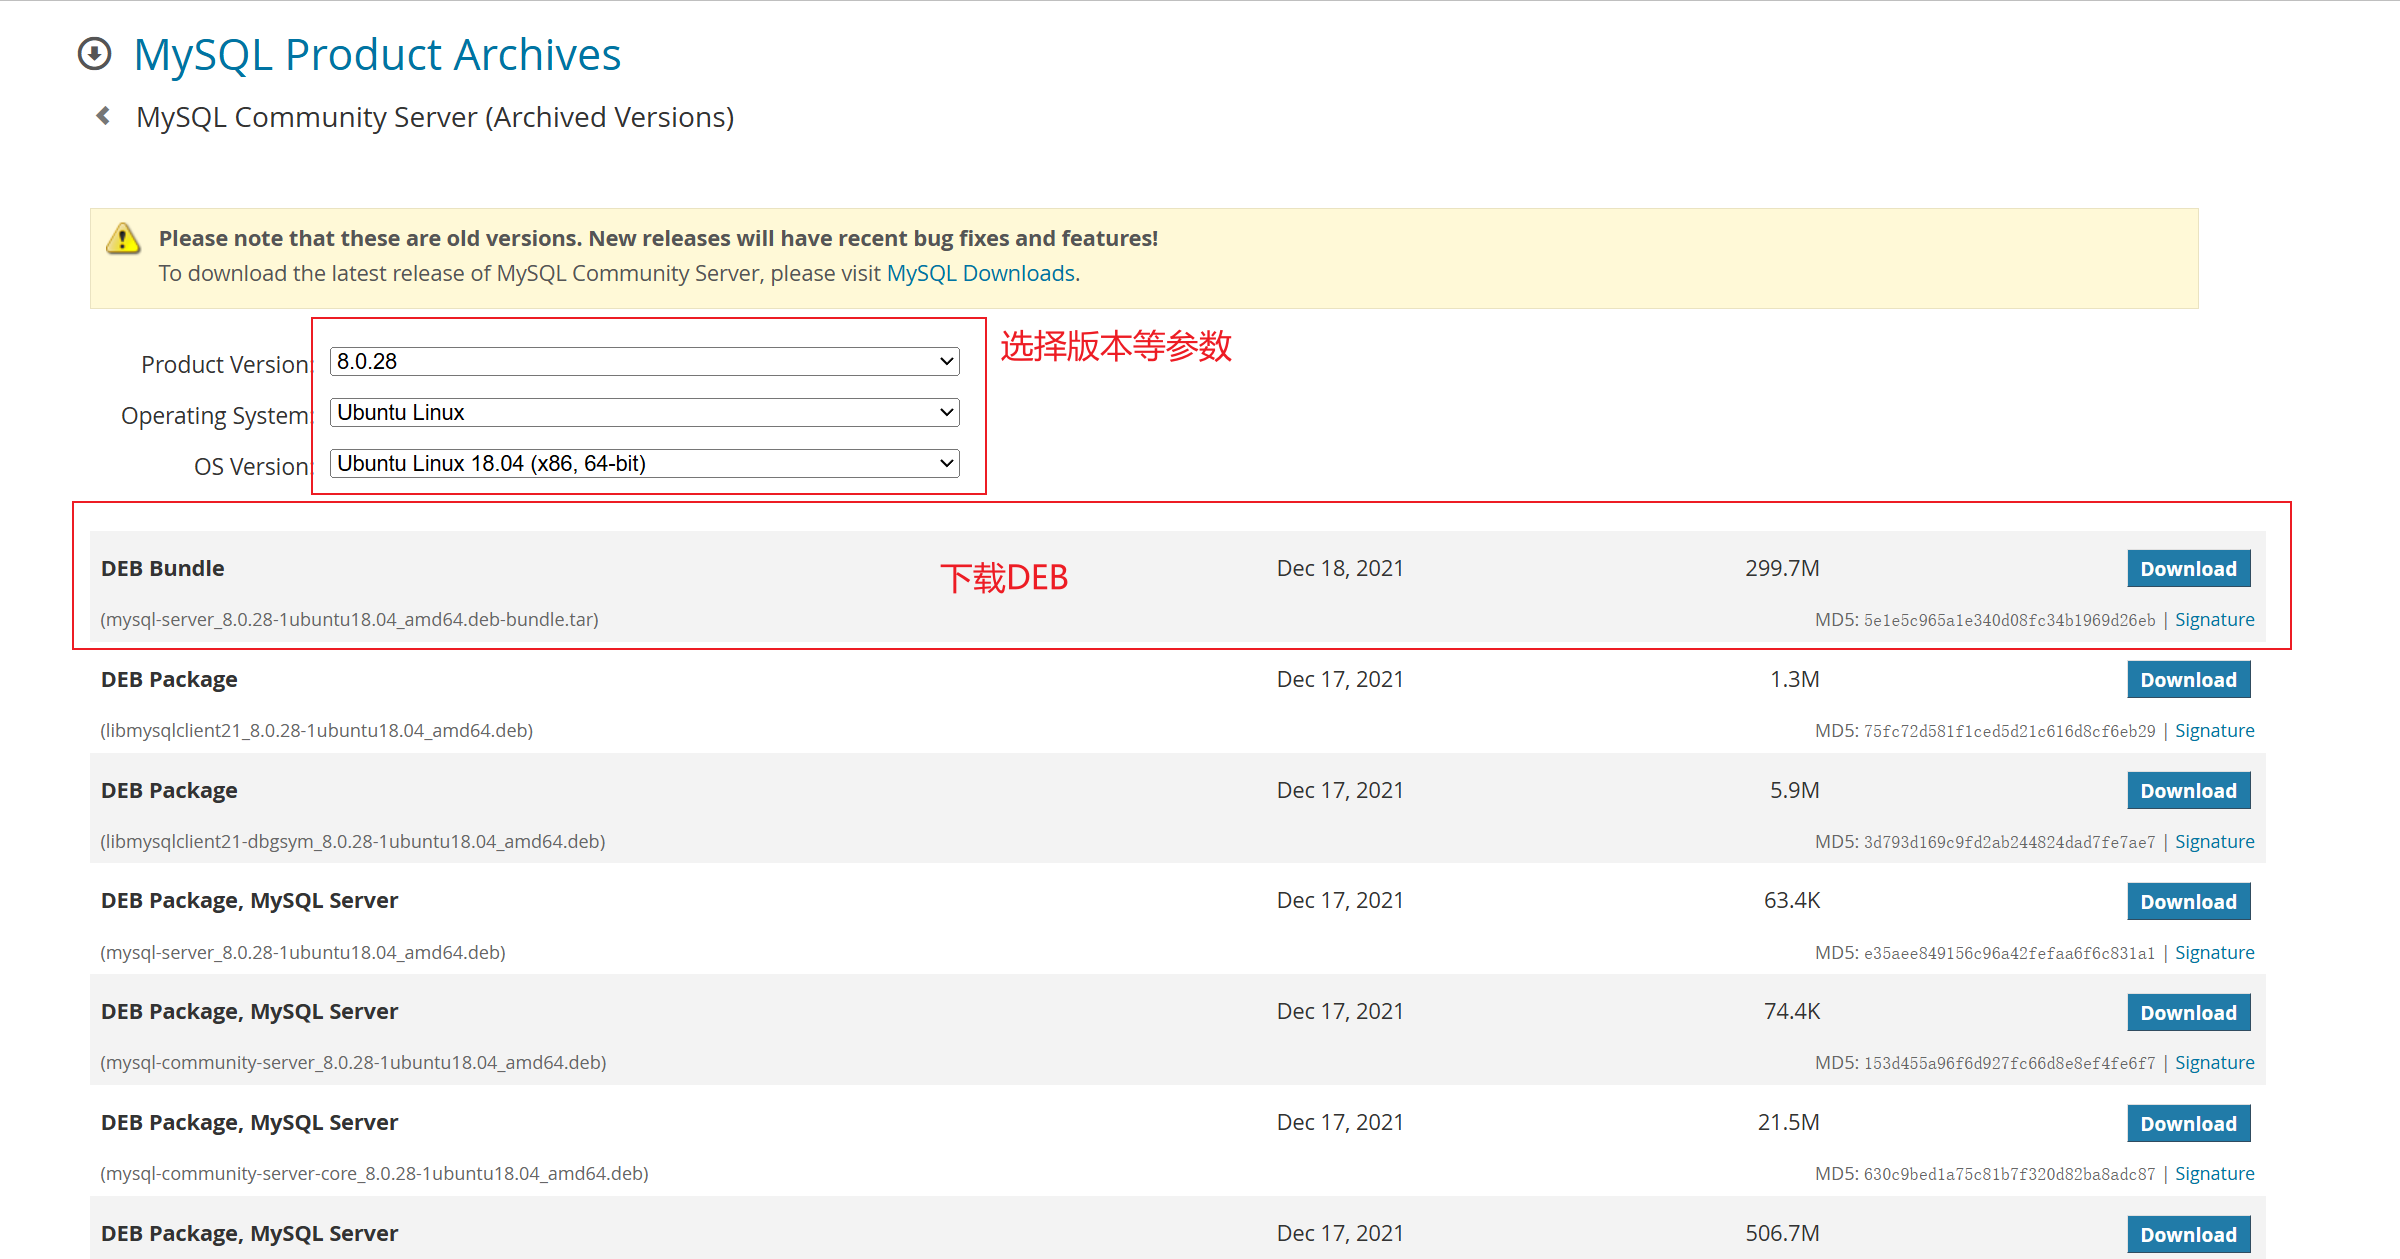 MySQL Product Archives
MySQL Community Server (Archived Versions)
Please note that these are old versions. New releases will have recent bug fixes and features!
To download the latest release of MySQL Community Server, please visit MySQL Downloads.
选择版本等参数
Product Version: 8.0.28
Operating System: Ubuntu Linux
OS Version: Ubuntu Linux 18.04 (x86, 64-bit)
DEB Bundle 下载DEB Dec 18, 2021 299.7M Download
(mysql-server_8.0.28-1ubuntu18.04_amd64.deb-bundle.tar) MD5: 5e1e5c965a1e340d08fc34b1969d26eb | Signature
DEB Package Dec 17, 2021 1.3M Download
(libmysqlclient21_8.0.28-1ubuntu18.04_amd64.deb) MD5: 75fc72d581f1ced5d21c616d8cf6eb29 | Signature
DEB Package Dec 17, 2021 5.9M Download
(libmysqlclient21-dbgsym_8.0.28-1ubuntu18.04_amd64.deb) MD5: 3d793d169c9fd2ab244824dad7fe7ae7 | Signature
DEB Package, MySQL Server Dec 17, 2021 63.4K Download
(mysql-server_8.0.28-1ubuntu18.04_amd64.deb) MD5: e35aee849156c96a42fefaa6f6c831a1 | Signature
DEB Package, MySQL Server Dec 17, 2021 74.4K Download
(mysql-community-server_8.0.28-1ubuntu18.04_amd64.deb) MD5: 153d455a96f6d927fc66d8e8ef4fe6f7 | Signature
DEB Package, MySQL Server Dec 17, 2021 21.5M Download
(mysql-community-server-core_8.0.28-1ubuntu18.04_amd64.deb) MD5: 630c9bed1a75c81b7f320d82ba8adc87 | Signature
DEB Package, MySQL Server Dec 17, 2021 506.7M Download